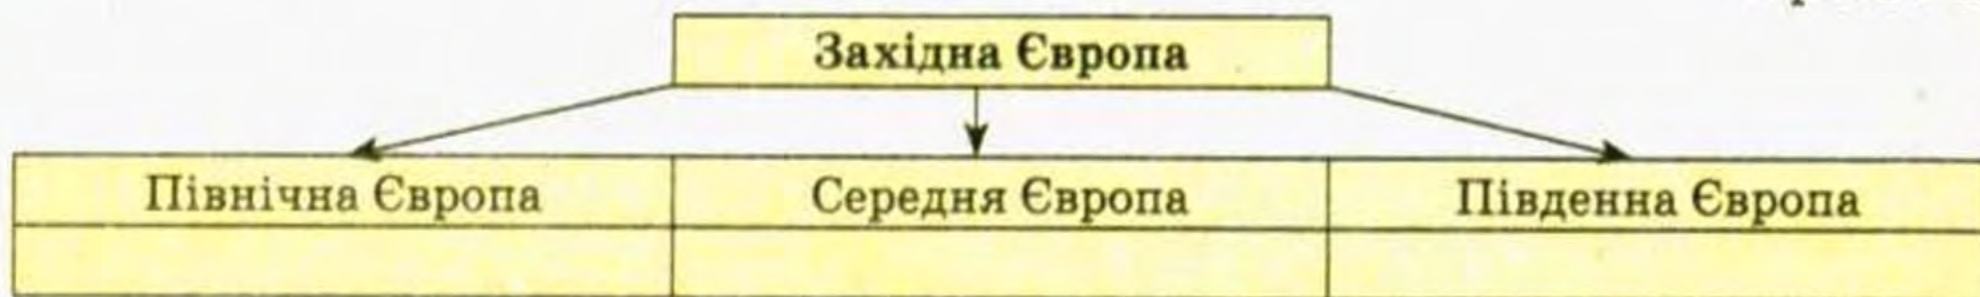 Західна Європа
Північна Європа
Середня Європа
Південна Європа